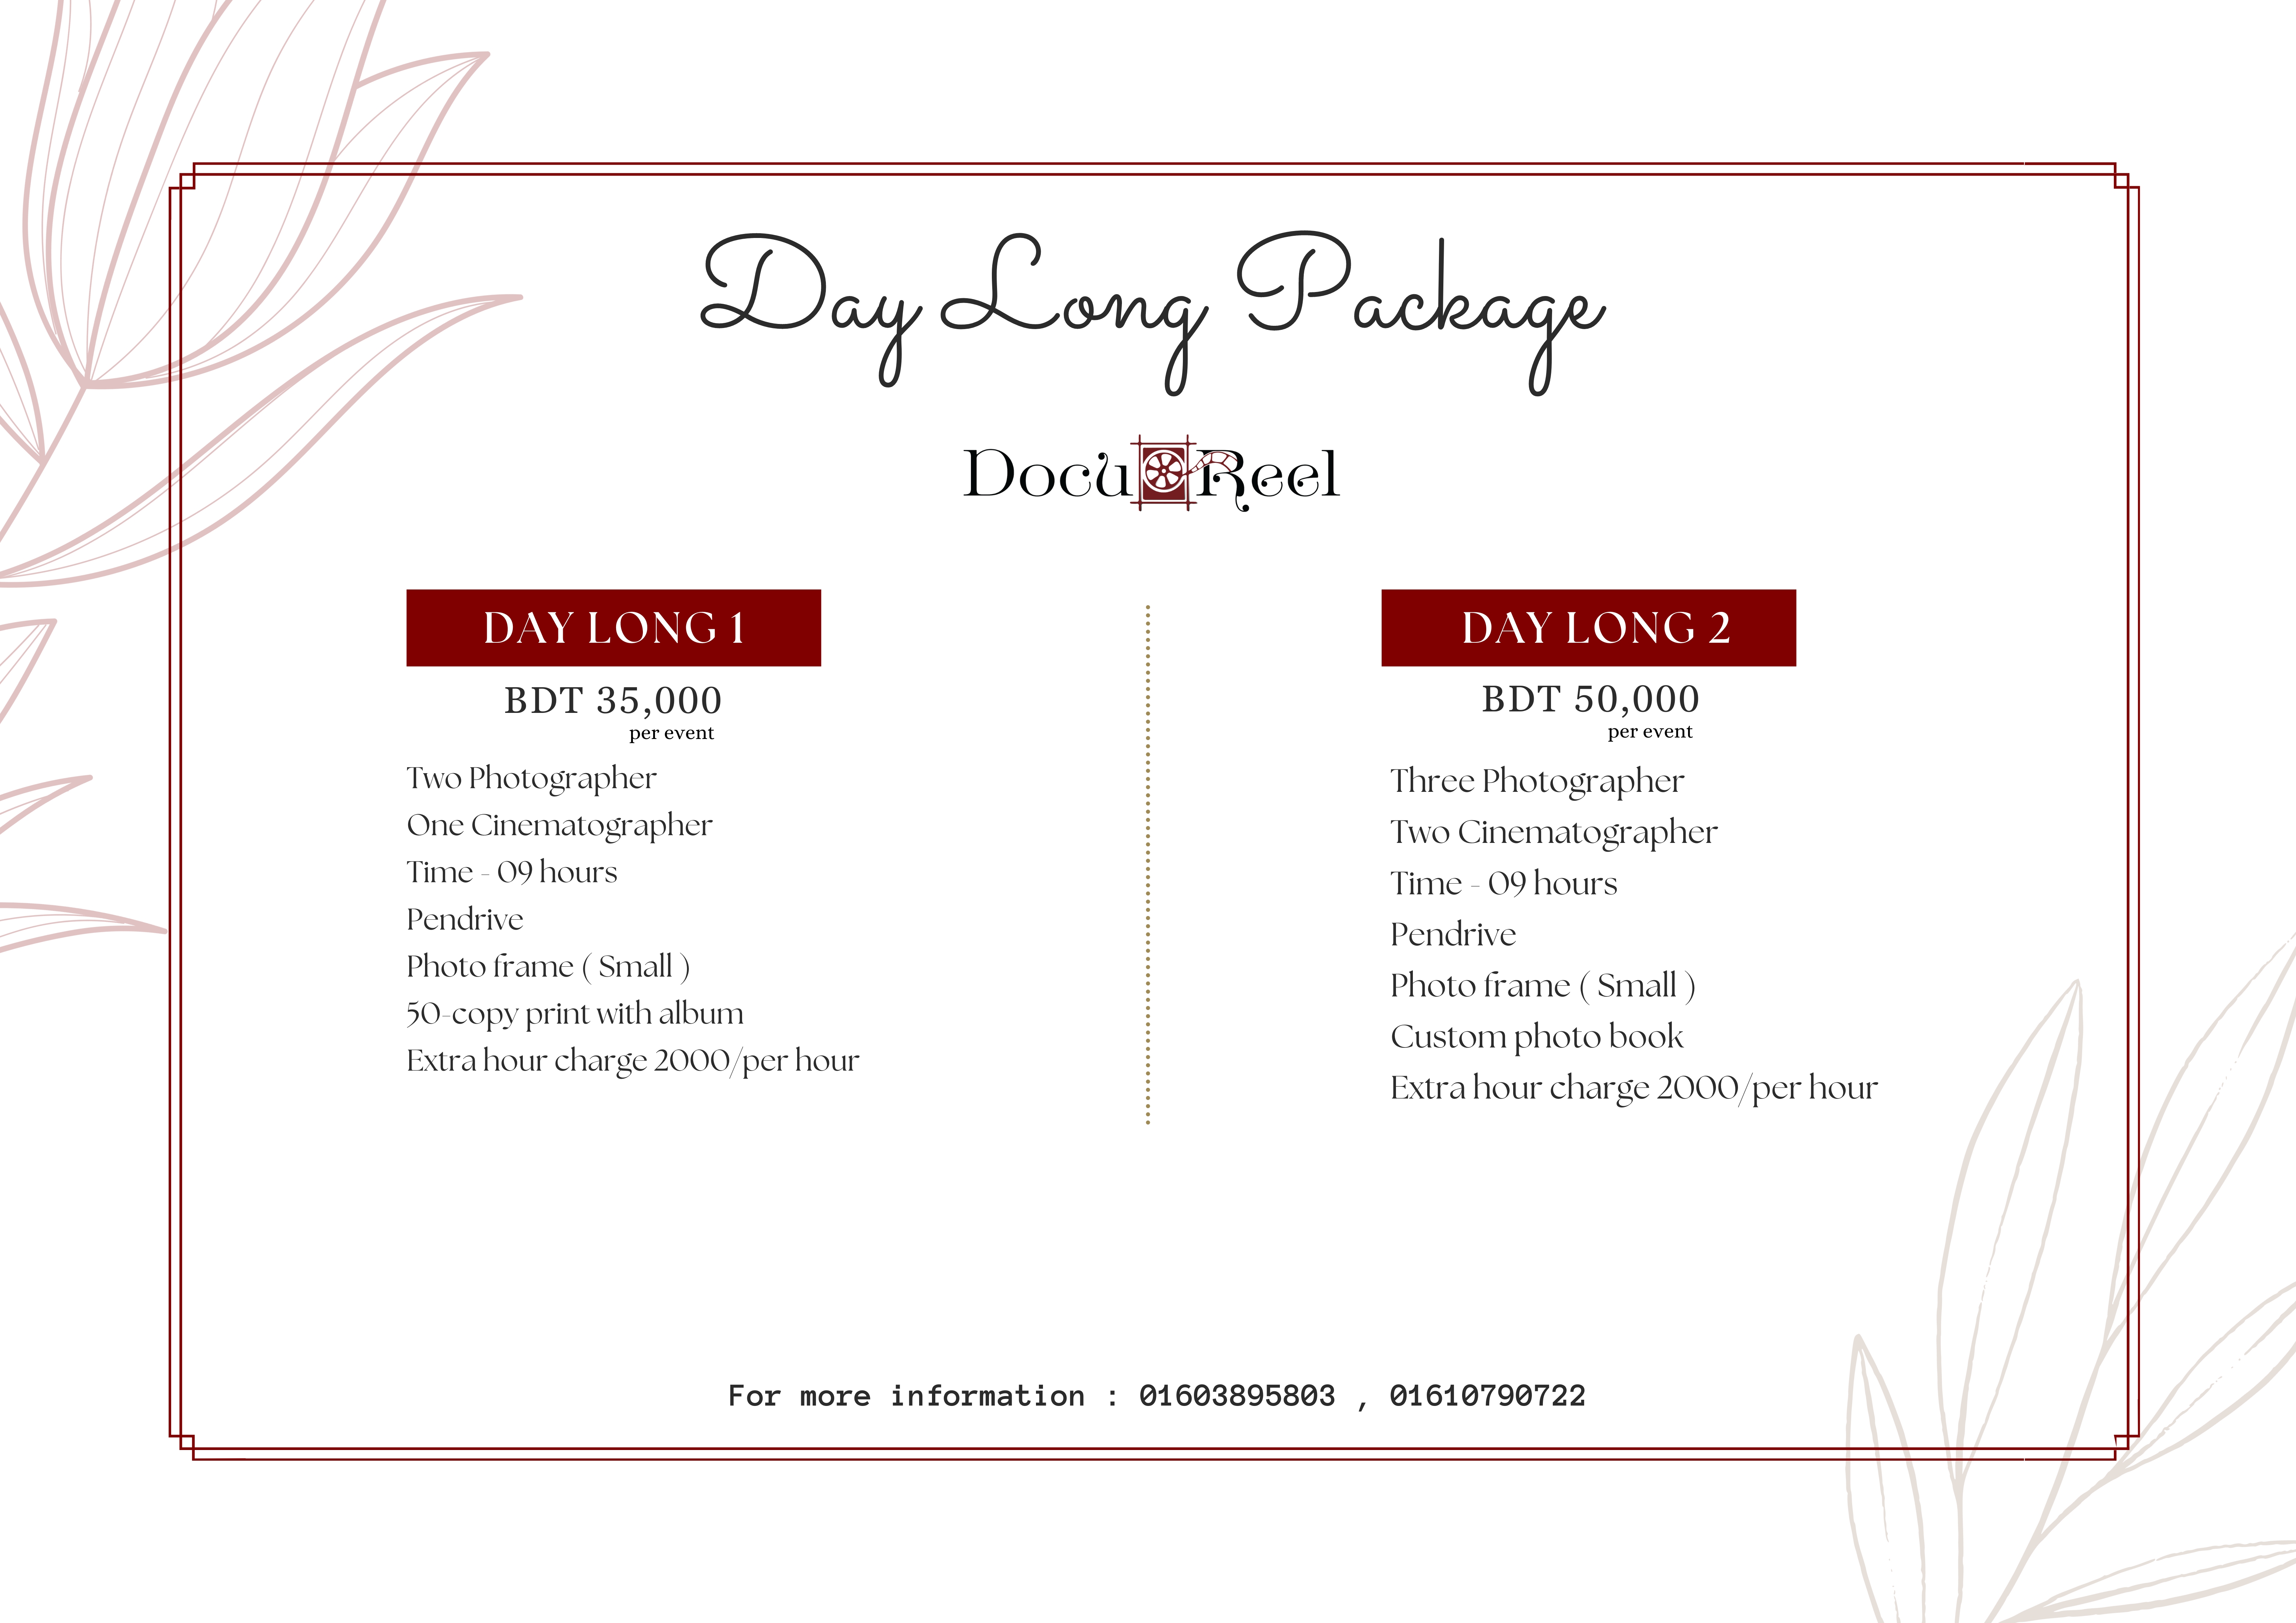 Day Long Package
Docu Reel
DAY LONG 1
BDT 35,000
per event
Two Photographer
One Cinematographer
Time - 09 hours
Pendrive
Photo frame ( Small )
50-copy print with album
Extra hour charge 2000/per hour
DAY LONG 2
BDT 50,000
per event
Three Photographer
Two Cinematographer
Time - 09 hours
Pendrive
Photo frame ( Small )
Custom photo book
Extra hour charge 2000/per hour
For more information : 01603895803 , 01610790722